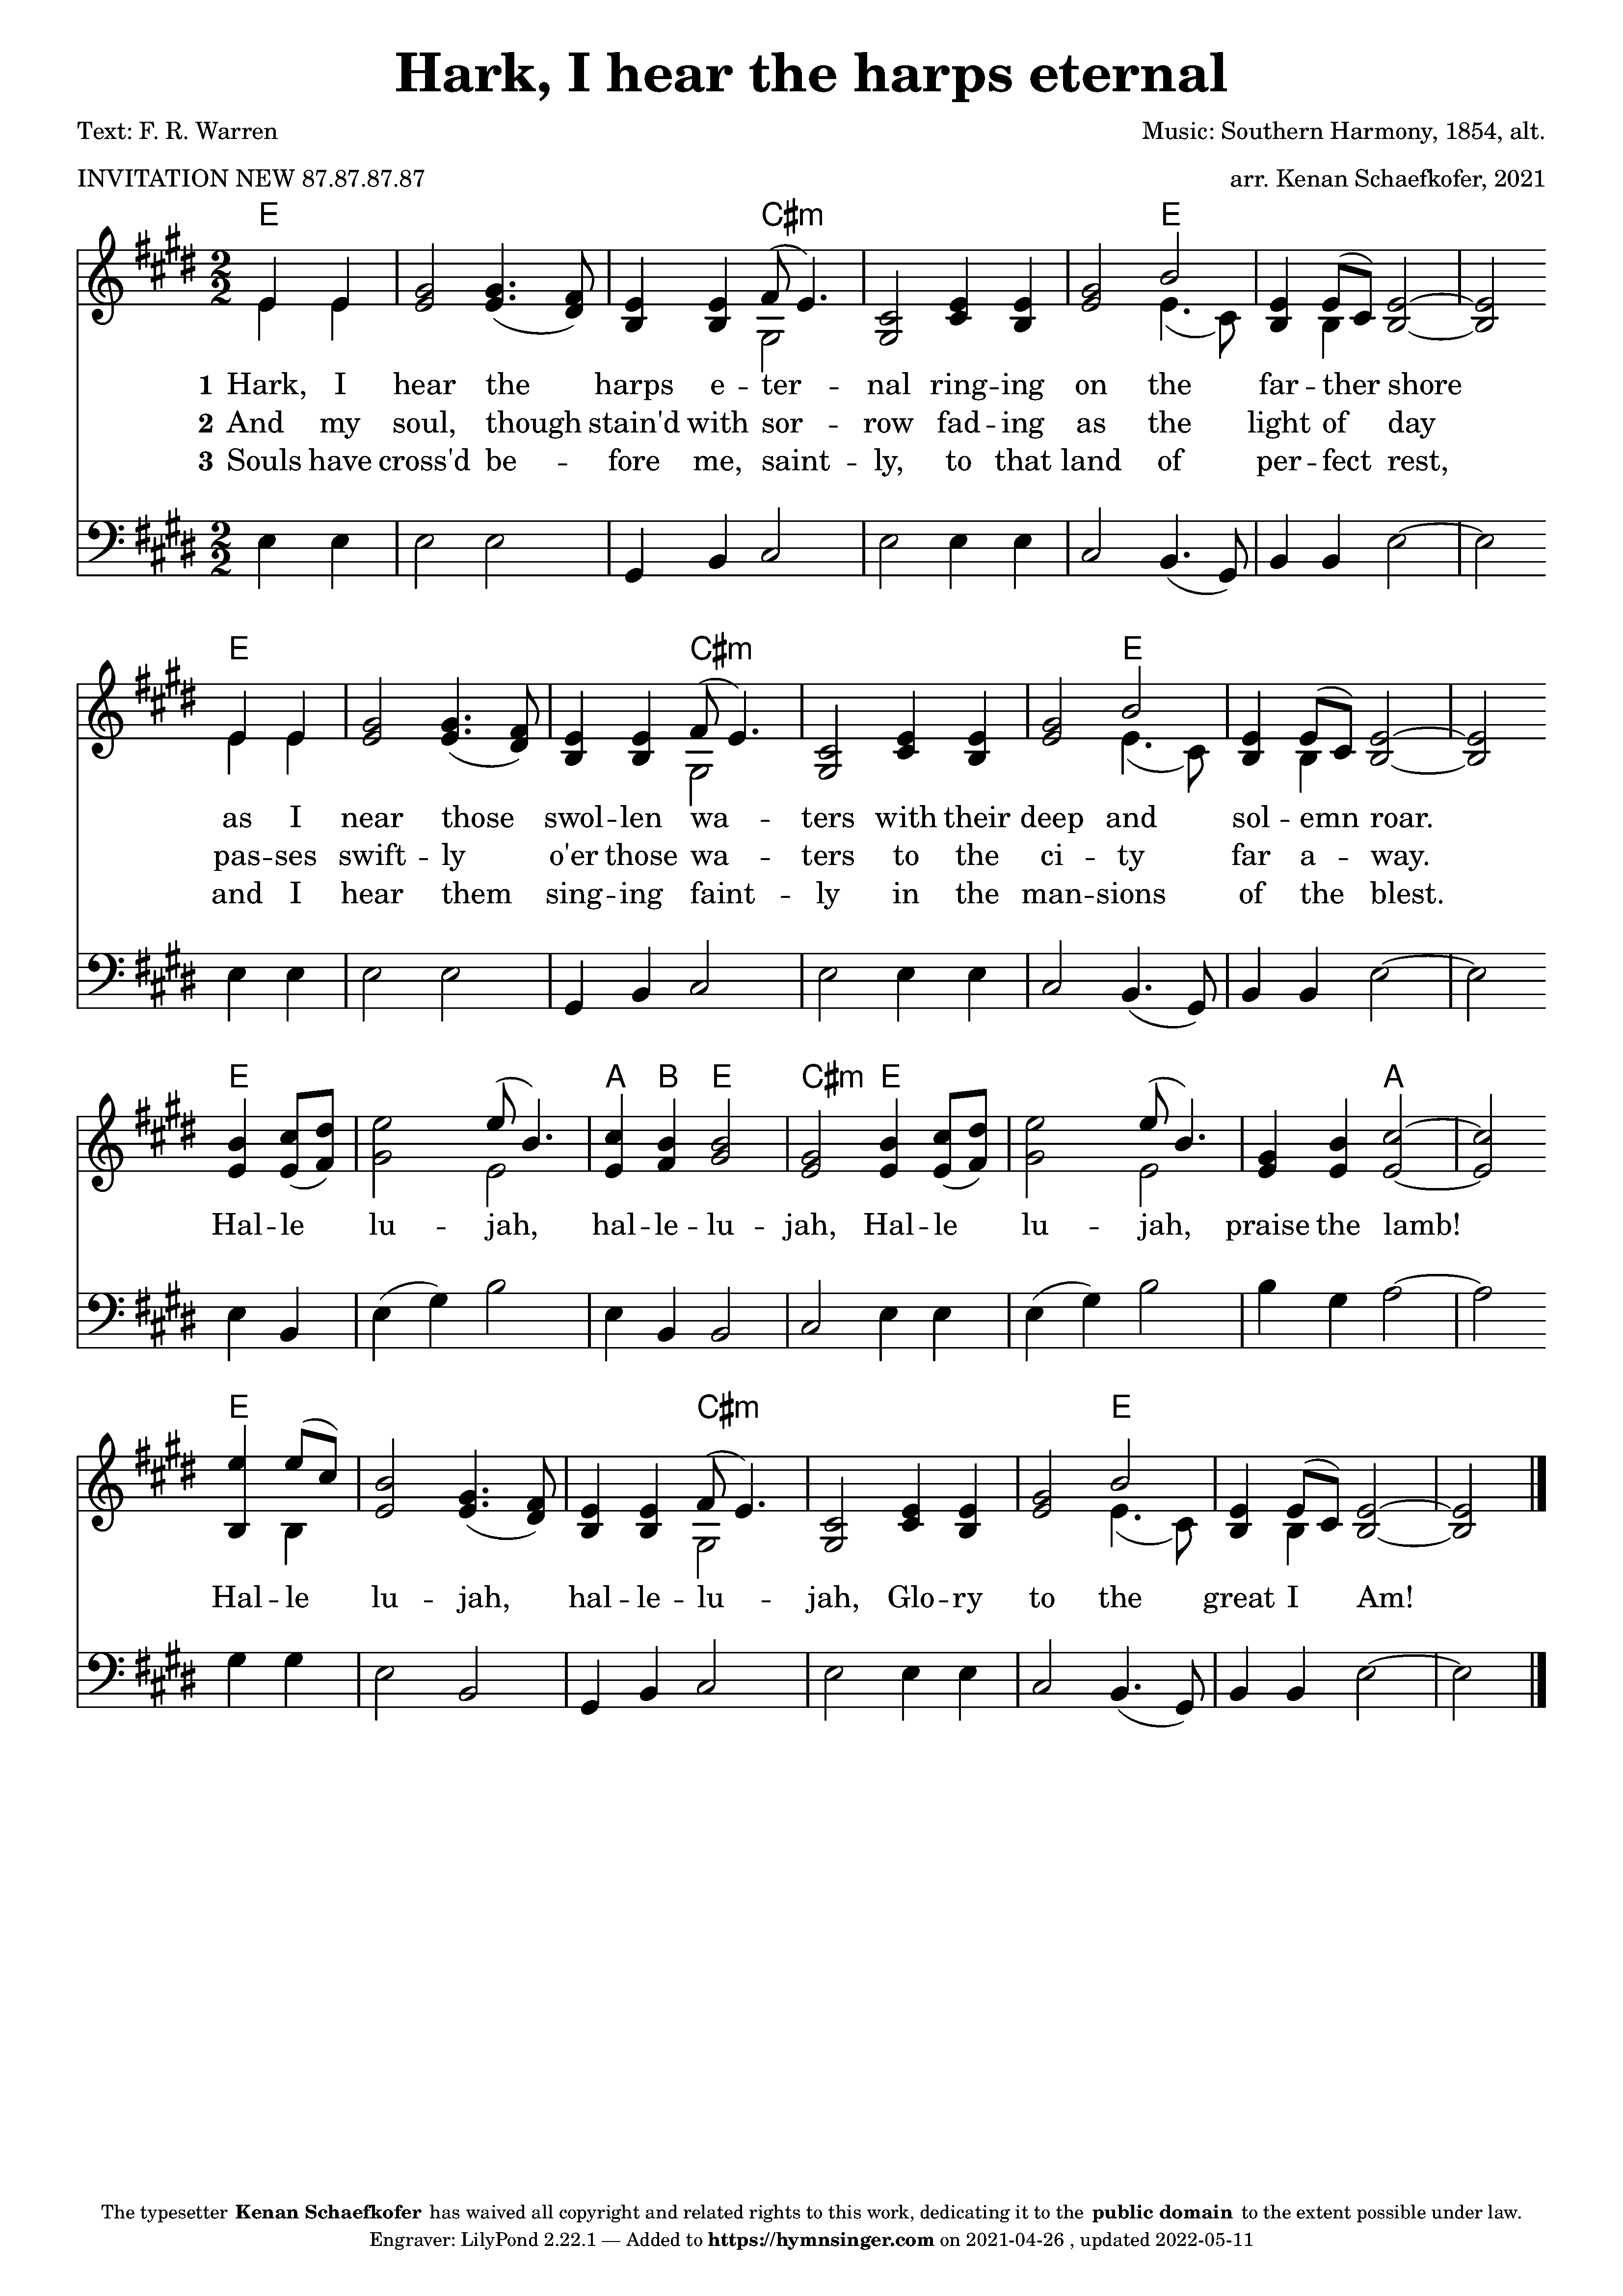 Hark, I hear the harps eternal
Text: F. R. Warren
Music: Southern Harmony, 1854, alt.
INVITATION NEW 87.87.87.87
arr. Kenan Schaefkofer, 2021
E C♯m E
1 Hark, I hear the harps e -- ter -- nal ring -- ing on the far -- ther shore
2 And my soul, though stain'd with sor -- row fad -- ing as the light of day
3 Souls have cross'd be -- fore me, saint -- ly, to that land of per -- fect rest,
E C♯m E
as I near those swol -- len wa -- ters with their deep and sol -- emn roar.
pas -- ses swift -- ly o'er those wa -- ters to the ci -- ty far a -- way.
and I hear them sing -- ing faint -- ly in the man -- sions of the blest.
E A B E C♯m E A
Hal -- le lu -- jah, hal -- le -- lu -- jah, Hal -- le lu -- jah, praise the lamb!
E C♯m E
Hal -- le lu -- jah, hal -- le -- lu -- jah, Glo -- ry to the great I Am!
The typesetter Kenan Schaefkofer has waived all copyright and related rights to this work, dedicating it to the public domain to the extent possible under law.
Engraver: LilyPond 2.22.1 — Added to https://hymnsinger.com on 2021-04-26 , updated 2022-05-11